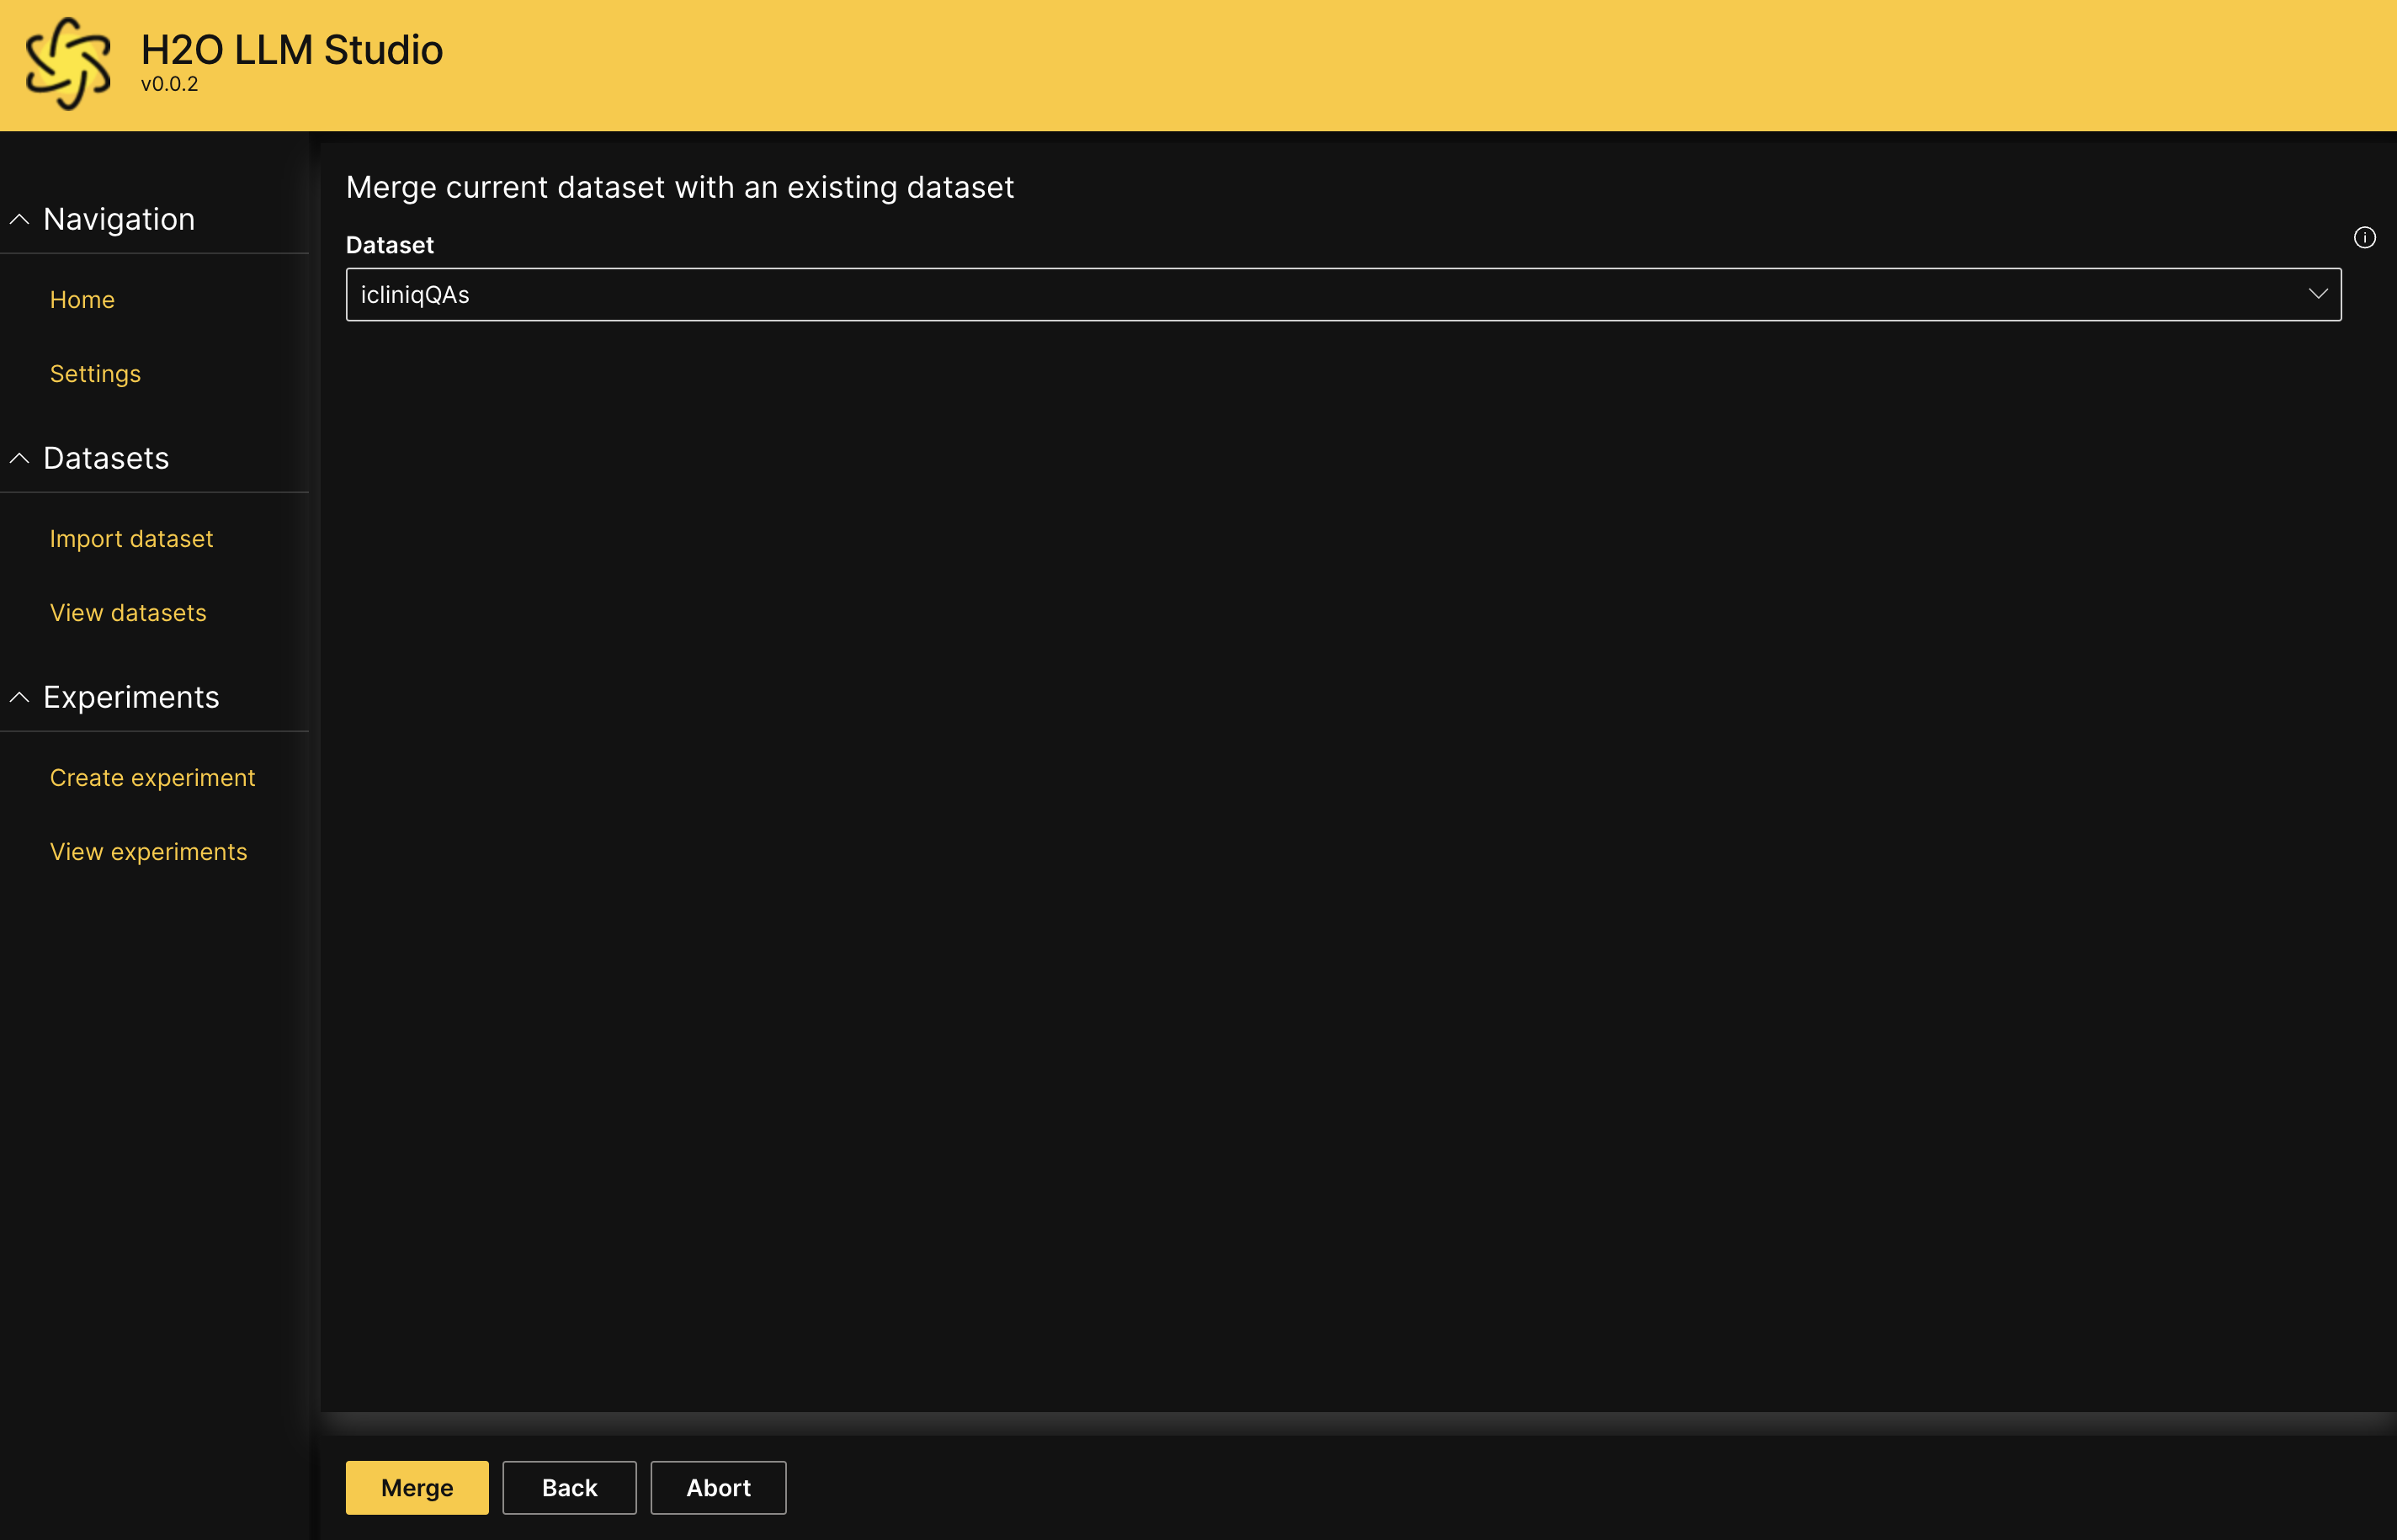 H2O LLM Studio
v0.0.2
Navigation
Home
Settings
Datasets
Import dataset
View datasets
Experiments
Create experiment
View experiments
Merge current dataset with an existing dataset
Dataset
icliniqQAs
Merge
Back
Abort